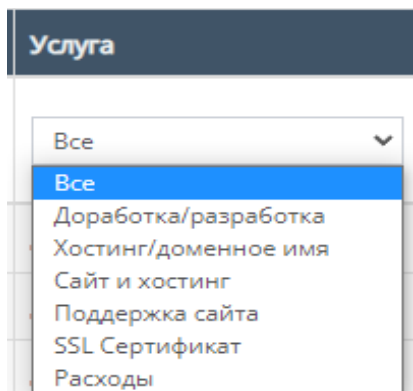 Услуга
Все
Все
Доработка/разработка
Хостинг/доменное имя
Сайт и хостинг
Поддержка сайта
SSL Сертификат
Расходы